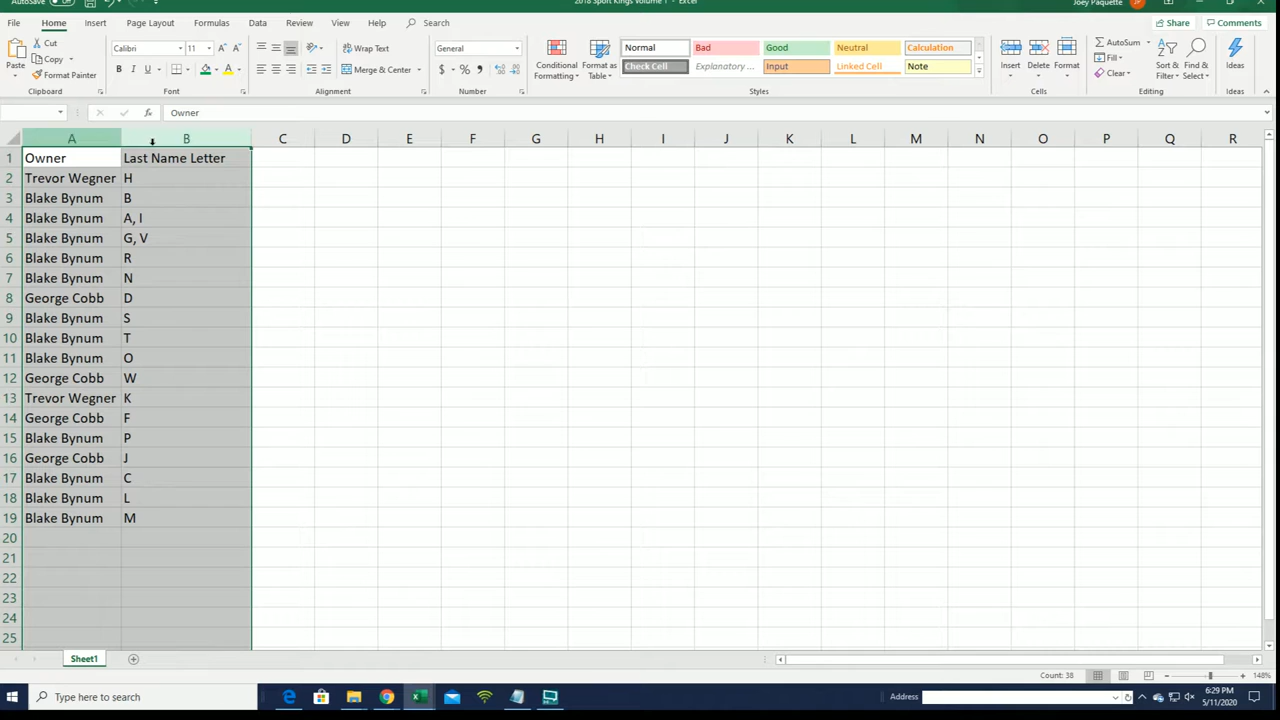 AutoSave Off 2018 Sport Kings Volume 1 - Excel Joey Paquette JP
File Home Insert Page Layout Formulas Data Review View Help Search Share Comments
Paste Cut Copy Format Painter Clipboard
Calibri 11 B I U Font
Wrap Text Merge & Center Alignment
General $ % Number
Conditional Formatting Format as Table
Normal Bad Good Neutral Calculation
Check Cell Explanatory ... Input Linked Cell Note
Styles
Insert Delete Format Cells
AutoSum Fill Clear Sort & Filter Find & Select Editing
Ideas Ideas
fx Owner
A B C D E F G H I J K L M N O P Q R
1 Owner Last Name Letter
2 Trevor Wegner H
3 Blake Bynum B
4 Blake Bynum A, I
5 Blake Bynum G, V
6 Blake Bynum R
7 Blake Bynum N
8 George Cobb D
9 Blake Bynum S
10 Blake Bynum T
11 Blake Bynum O
12 George Cobb W
13 Trevor Wegner K
14 George Cobb F
15 Blake Bynum P
16 George Cobb J
17 Blake Bynum C
18 Blake Bynum L
19 Blake Bynum M
20
21
22
23
24
25
Sheet1
Count: 38 148%
Type here to search Address 6:29 PM
5/11/2020